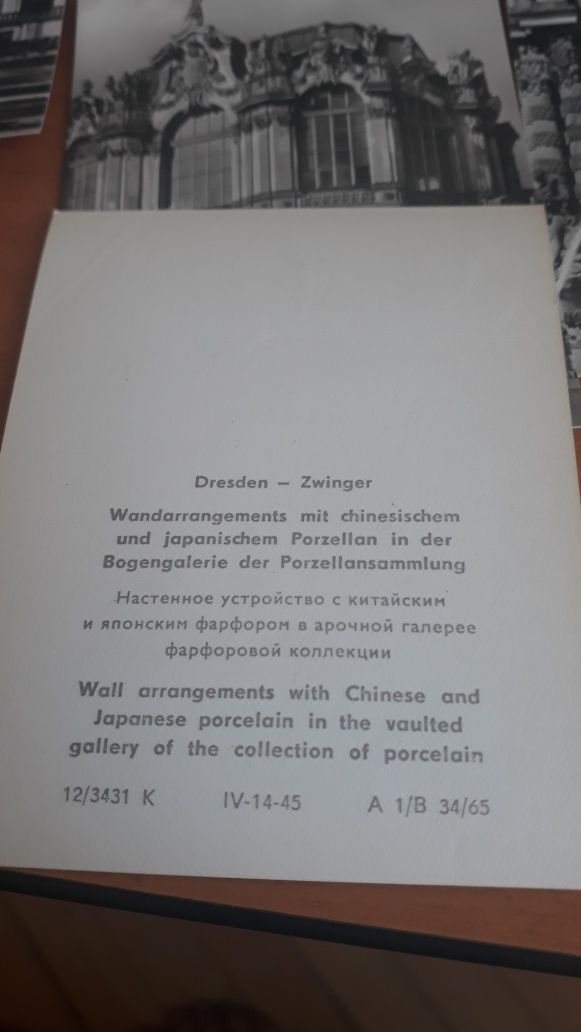 Dresden – Zwinger
Wandarrangements mit chinesischem
und japanischem Porzellan in der
Bogengalerie der Porzellansammlung
Настенное устройство с китайским
и японским фарфором в арочной галерее
фарфоровой коллекции
Wall arrangements with Chinese and
Japanese porcelain in the vaulted
gallery of the collection of porcelain
12/3431 K IV-14-45 A 1/B 34/65